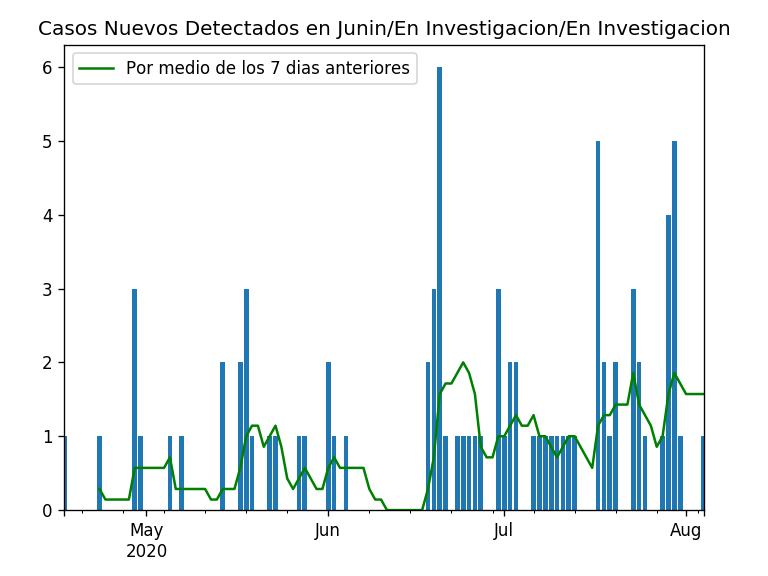 Casos Nuevos Detectados en Junin/En Investigacion/En Investigacion
Por medio de los 7 dias anteriores
6
5
4
3
2
1
0
May Jun Jul Aug
2020